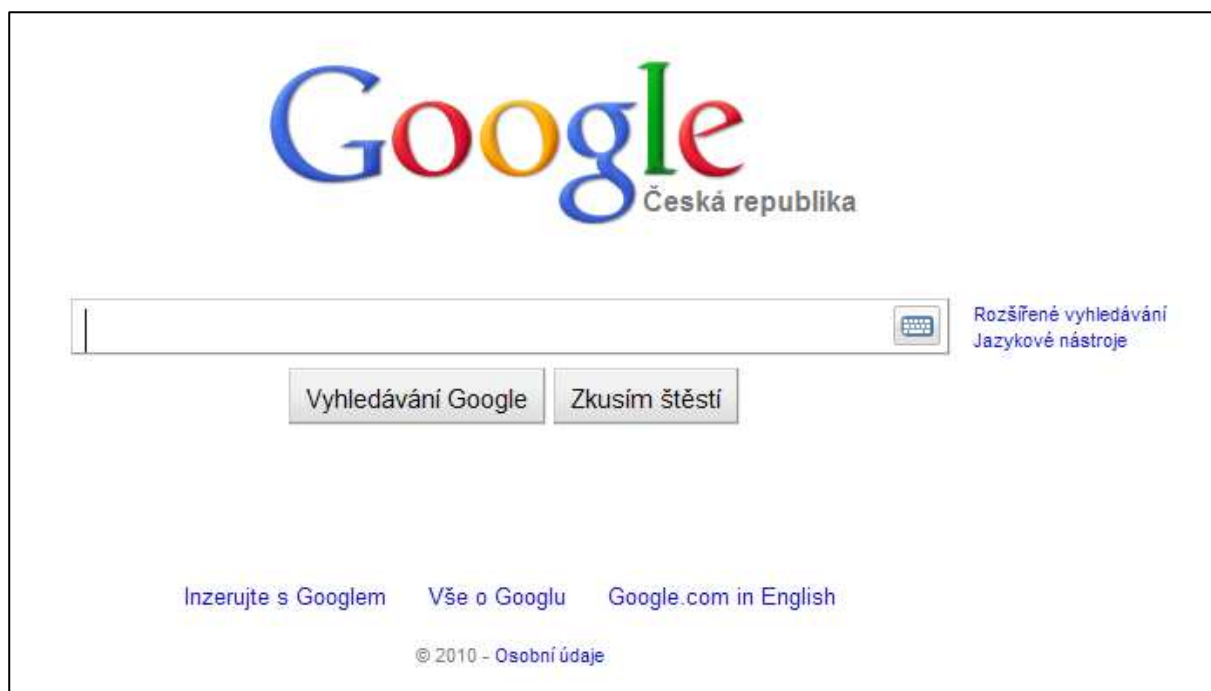 Google
Česká republika
Rozšířené vyhledávání
Jazykové nástroje
Vyhledávání Google
Zkusím štěstí
Inzerujte s Googlem
Vše o Googlu
Google.com in English
© 2010 - Osobní údaje